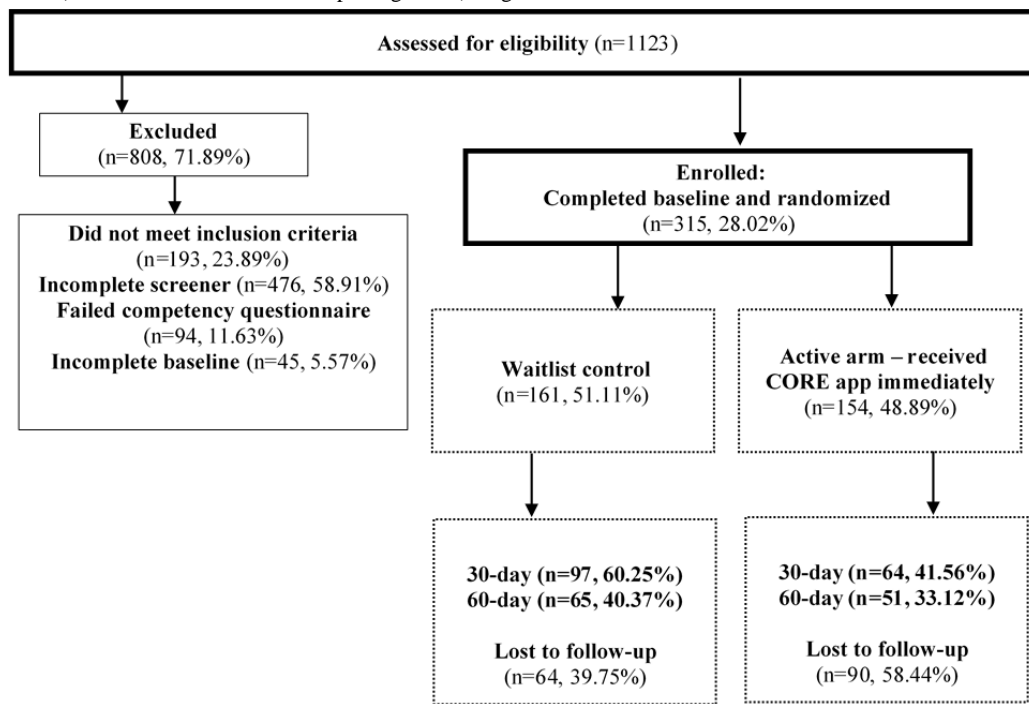 Assessed for eligibility (n=1123)
Excluded
(n=808, 71.89%)
Did not meet inclusion criteria
(n=193, 23.89%)
Incomplete screener (n=476, 58.91%)
Failed competency questionnaire
(n=94, 11.63%)
Incomplete baseline (n=45, 5.57%)
Enrolled:
Completed baseline and randomized
(n=315, 28.02%)
Waitlist control
(n=161, 51.11%)
Active arm – received
CORE app immediately
(n=154, 48.89%)
30-day (n=97, 60.25%)
60-day (n=65, 40.37%)
Lost to follow-up
(n=64, 39.75%)
30-day (n=64, 41.56%)
60-day (n=51, 33.12%)
Lost to follow-up
(n=90, 58.44%)